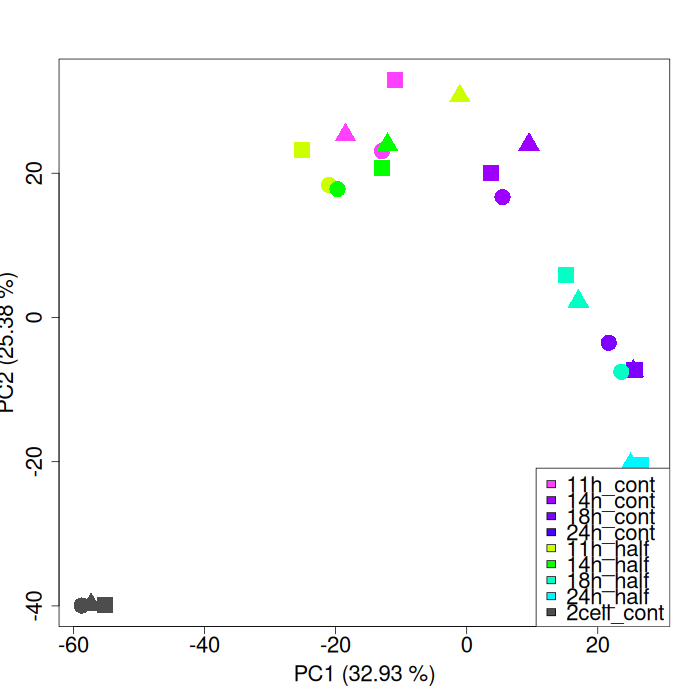 20
0
-20
-40
PC2 (25.38 %)
-60
-40
-20
0
20
PC1 (32.93 %)
11h_cont
14h_cont
18h_cont
24h_cont
11h_half
14h_half
18h_half
24h_half
2cell_cont